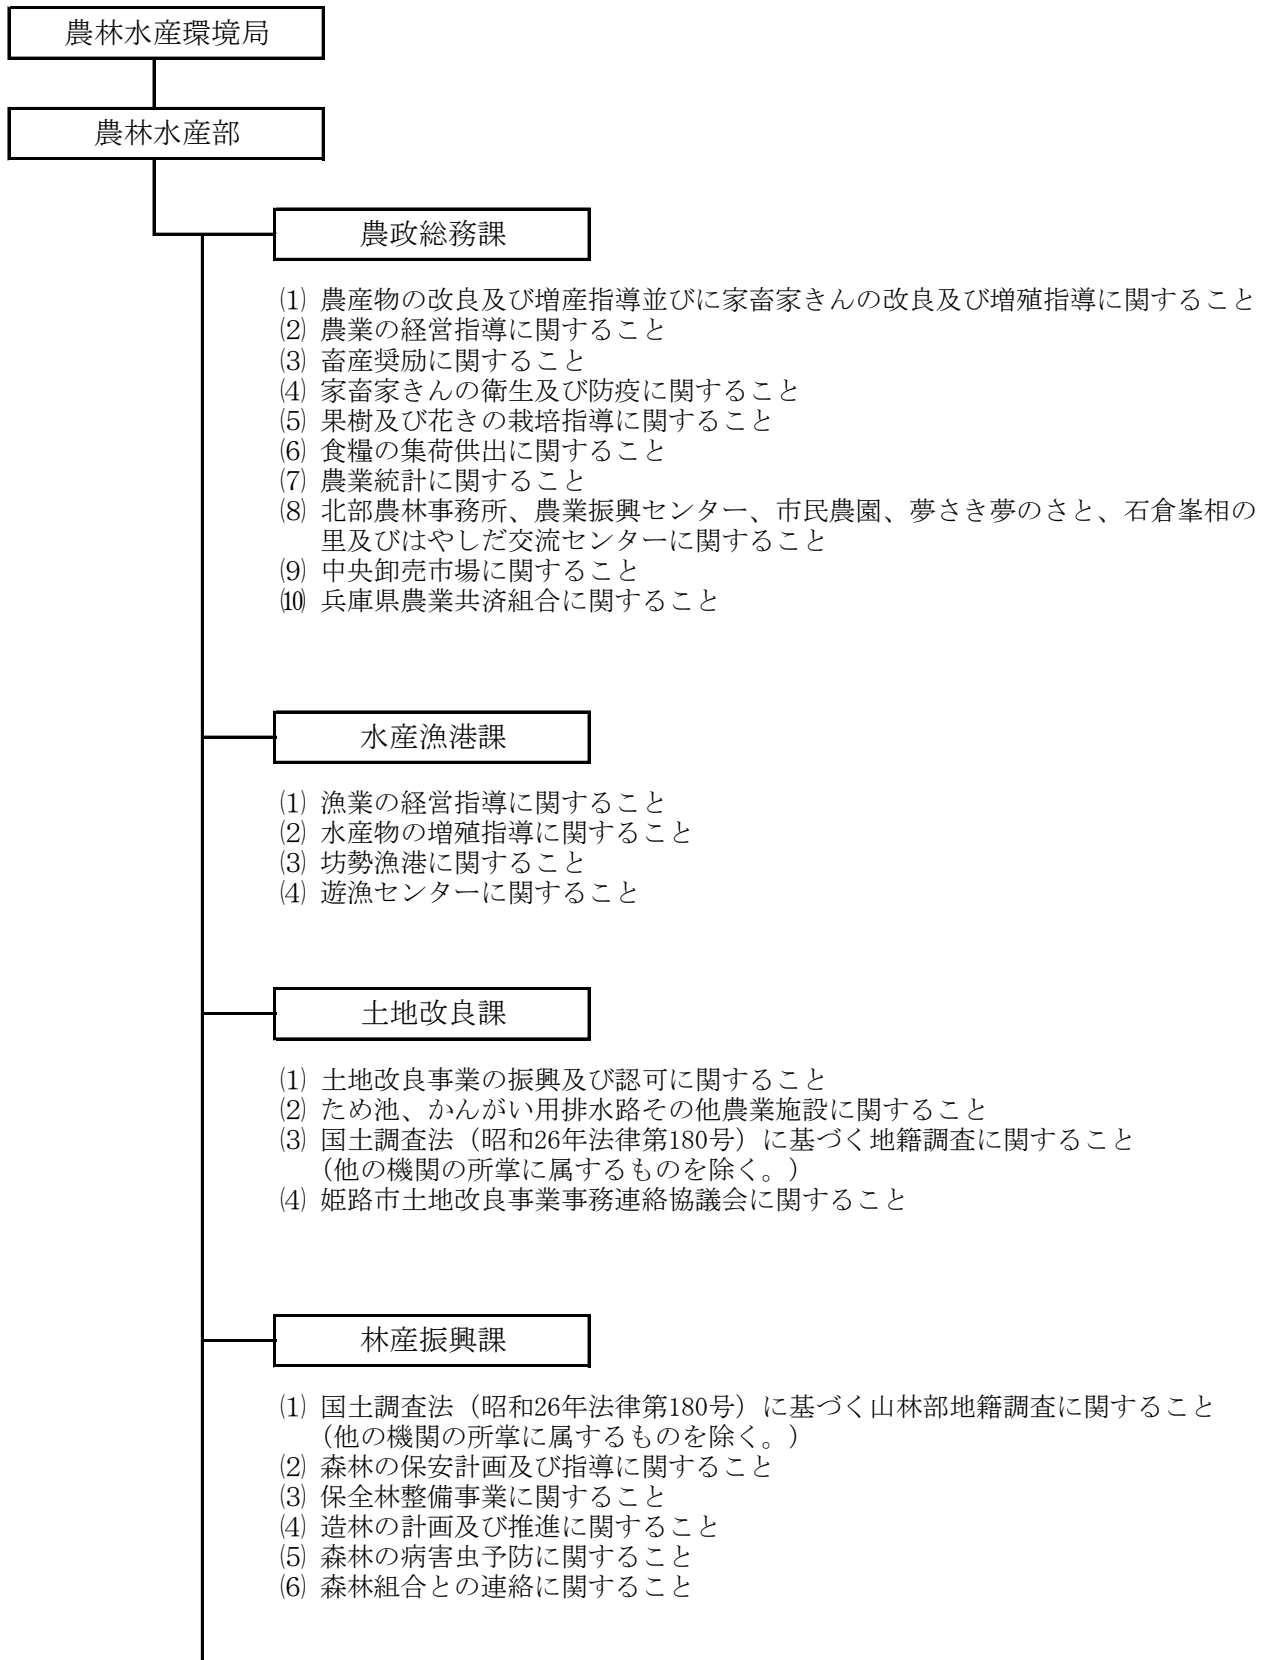 農林水産環境局
農林水産部
農政総務課
⑴ 農産物の改良及び増産指導並びに家畜家きんの改良及び増殖指導に関すること
⑵ 農業の経営指導に関すること
⑶ 畜産奨励に関すること
⑷ 家畜家きんの衛生及び防疫に関すること
⑸ 果樹及び花きの栽培指導に関すること
⑹ 食糧の集荷供出に関すること
⑺ 農業統計に関すること
⑻ 北部農林事務所、農業振興センター、市民農園、夢さき夢のさと、石倉峯相の
里及びはやしだ交流センターに関すること
⑼ 中央卸売市場に関すること
⑽ 兵庫県農業共済組合に関すること
水産漁港課
⑴ 漁業の経営指導に関すること
⑵ 水産物の増殖指導に関すること
⑶ 坊勢漁港に関すること
⑷ 遊漁センターに関すること
土地改良課
⑴ 土地改良事業の振興及び認可に関すること
⑵ ため池、かんがい用排水路その他農業施設に関すること
⑶ 国土調査法（昭和26年法律第180号）に基づく地籍調査に関すること
（他の機関の所掌に属するものを除く。）
⑷ 姫路市土地改良事業事務連絡協議会に関すること
林産振興課
⑴ 国土調査法（昭和26年法律第180号）に基づく山林部地籍調査に関すること
（他の機関の所掌に属するものを除く。）
⑵ 森林の保安計画及び指導に関すること
⑶ 保全林整備事業に関すること
⑷ 造林の計画及び推進に関すること
⑸ 森林の病害虫予防に関すること
⑹ 森林組合との連絡に関すること